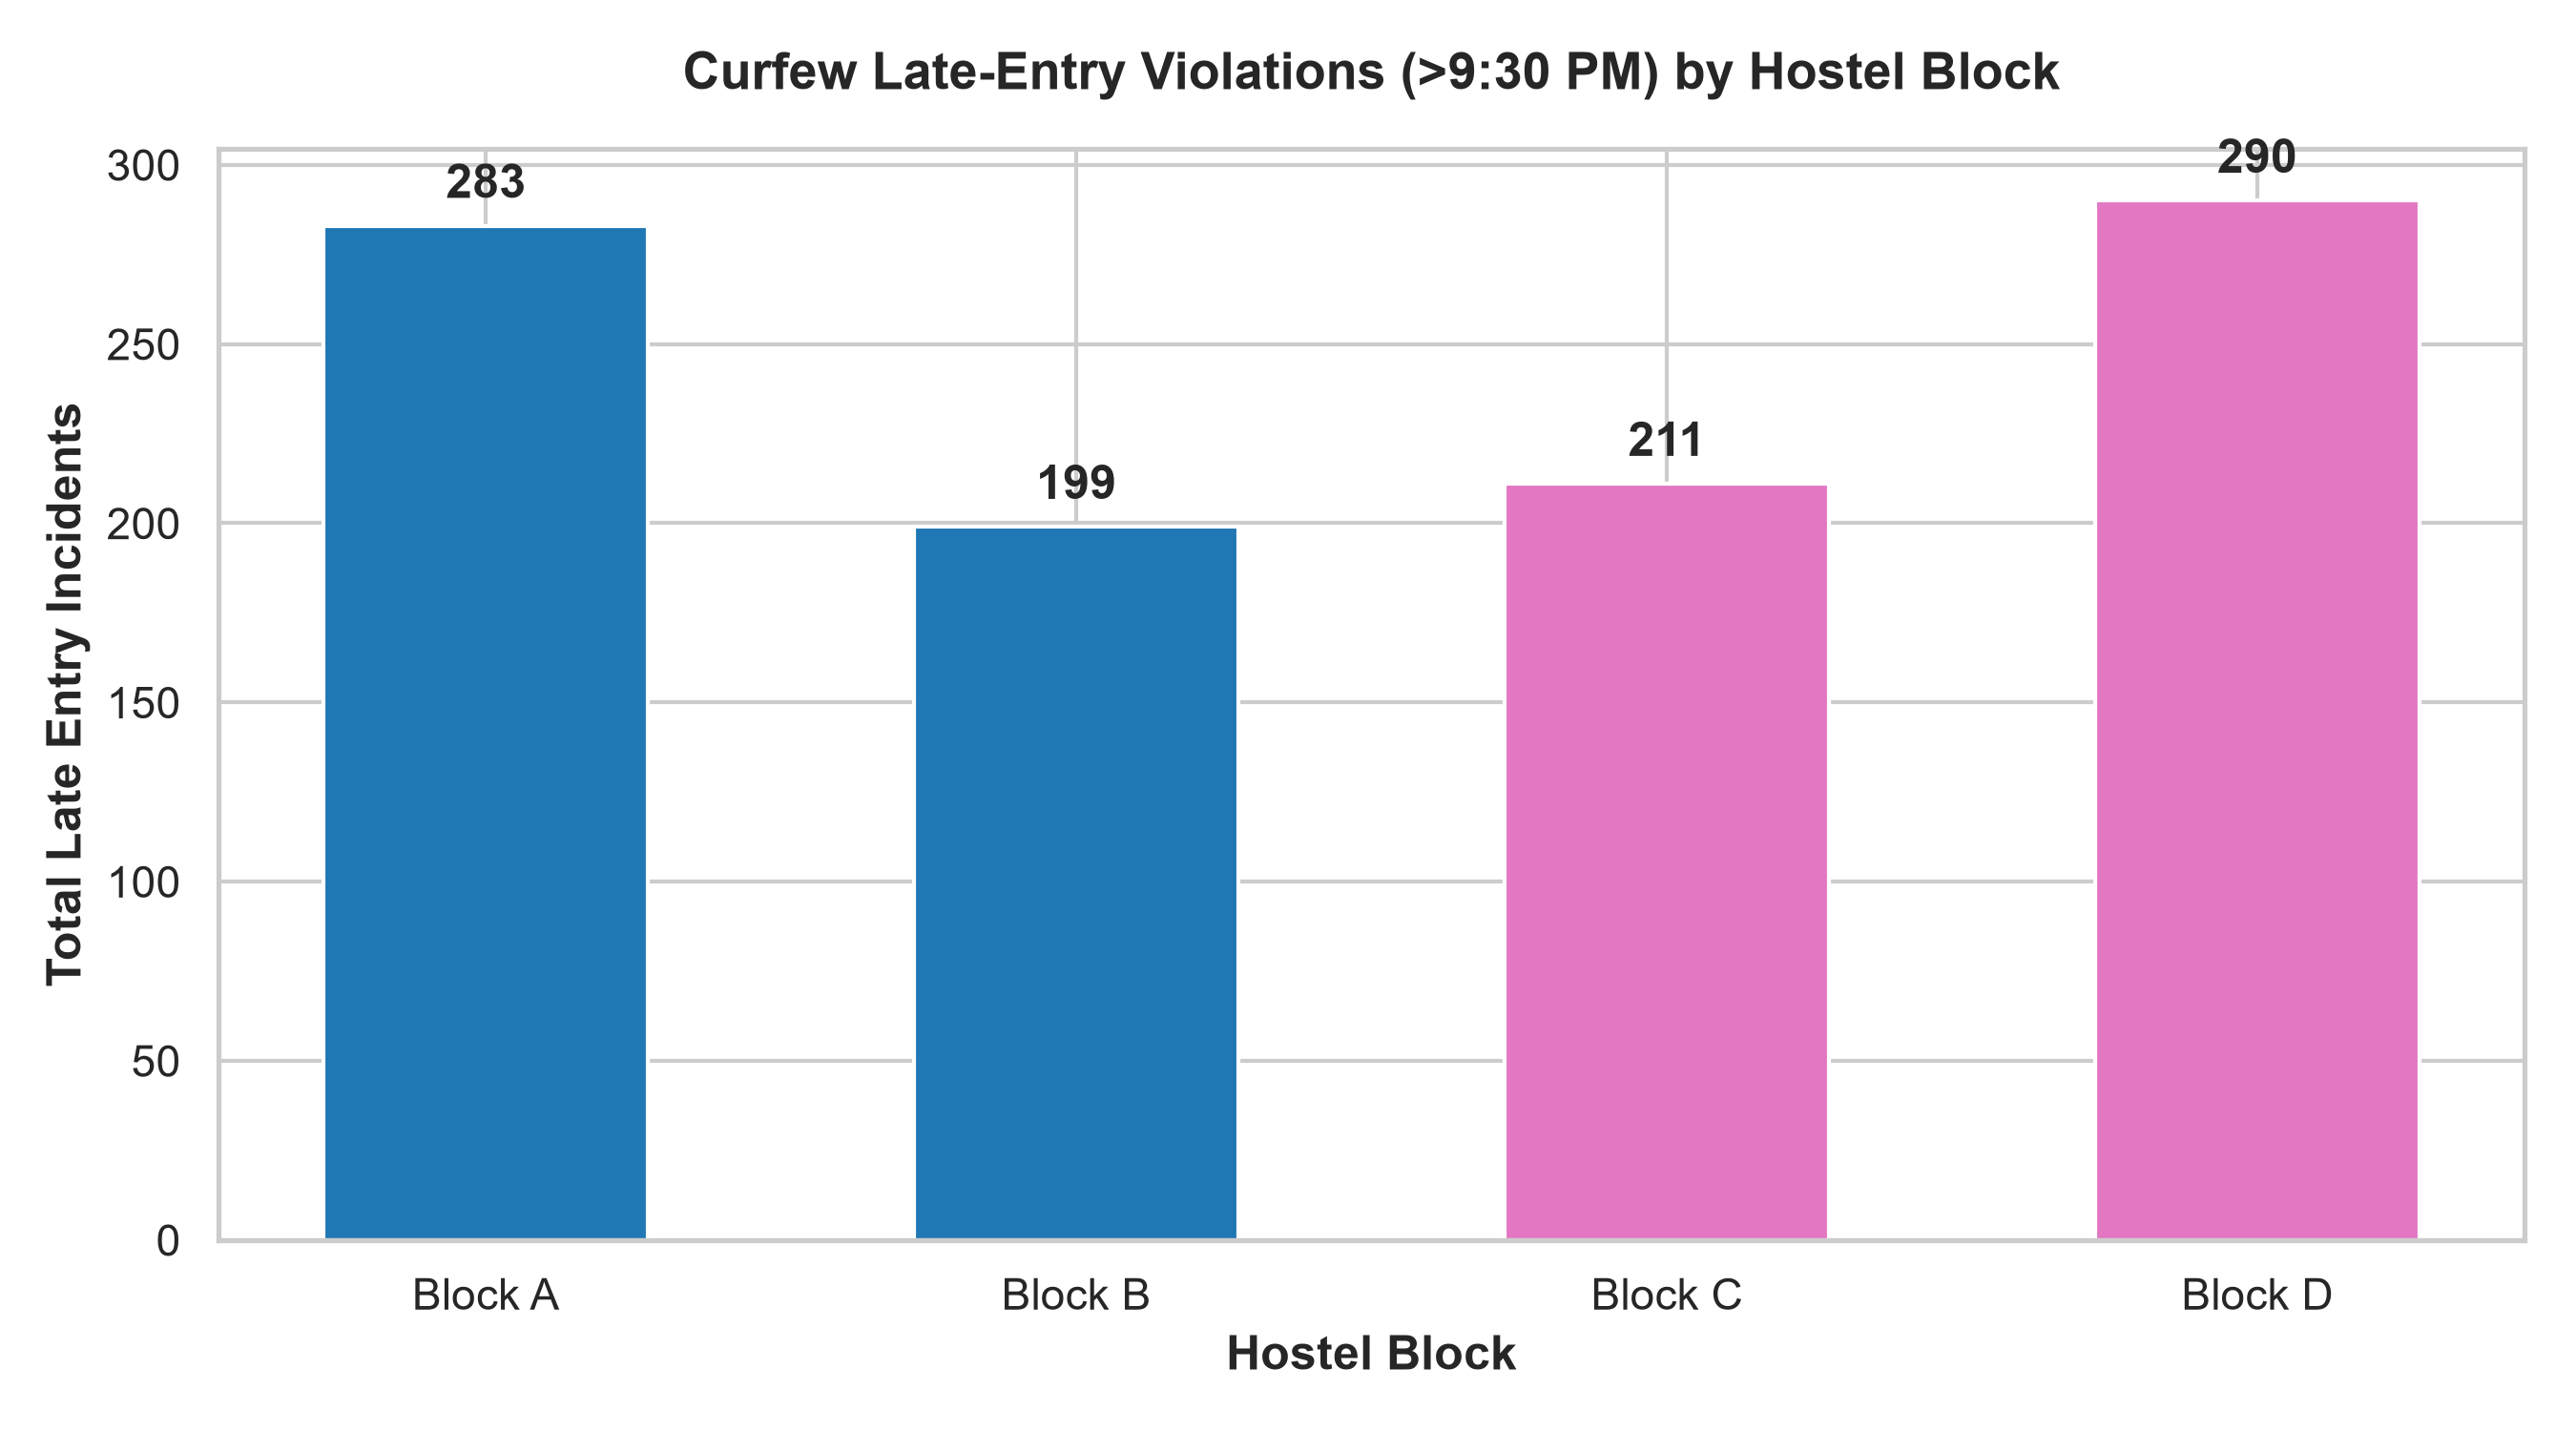 Curfew Late-Entry Violations (>9:30 PM) by Hostel Block
Total Late Entry Incidents
300
250
200
150
100
50
0
283
199
211
290
Block A
Block B
Block C
Block D
Hostel Block